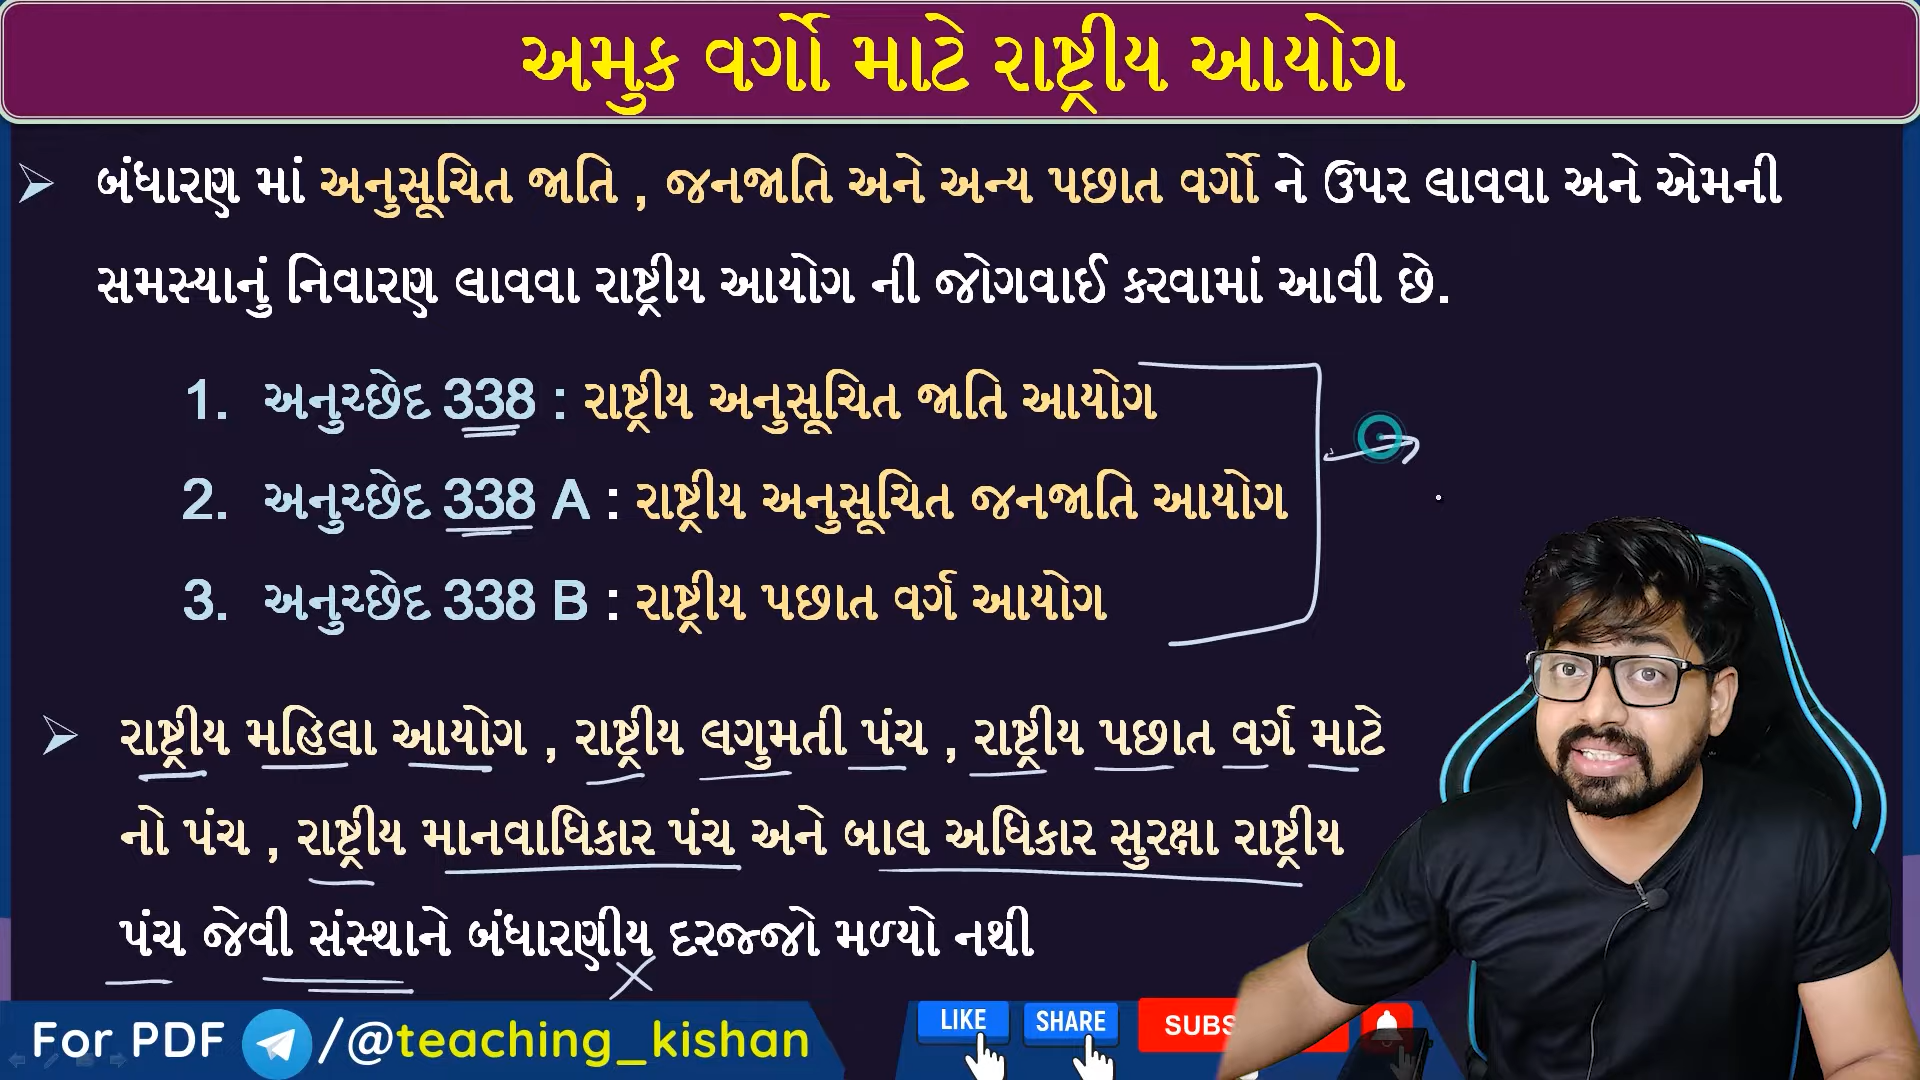 અમુક વર્ગો માટે રાષ્ટ્રીય આયોગ
બંધારણ માં અનુસૂચિત જાતિ , જનજાતિ અને અન્ય પછાત વર્ગો ને ઉપર લાવવા અને એમની
સમસ્યાનું નિવારણ લાવવા રાષ્ટ્રીય આયોગ ની જોગવાઈ કરવામાં આવી છે.
1. અનુચ્છેદ 338 : રાષ્ટ્રીય અનુસૂચિત જાતિ આયોગ
2. અનુચ્છેદ 338 A : રાષ્ટ્રીય અનુસૂચિત જનજાતિ આયોગ
3. અનુચ્છેદ 338 B : રાષ્ટ્રીય પછાત વર્ગ આયોગ
રાષ્ટ્રીય મહિલા આયોગ , રાષ્ટ્રીય લગુમતી પંચ , રાષ્ટ્રીય પછાત વર્ગ માટે
નો પંચ , રાષ્ટ્રીય માનવાધિકાર પંચ અને બાલ અધિકાર સુરક્ષા રાષ્ટ્રીય
પંચ જેવી સંસ્થાને બંધારણીય દરજ્જો મળ્યો નથી
For PDF /@teaching_kishan LIKE SHARE SUBS